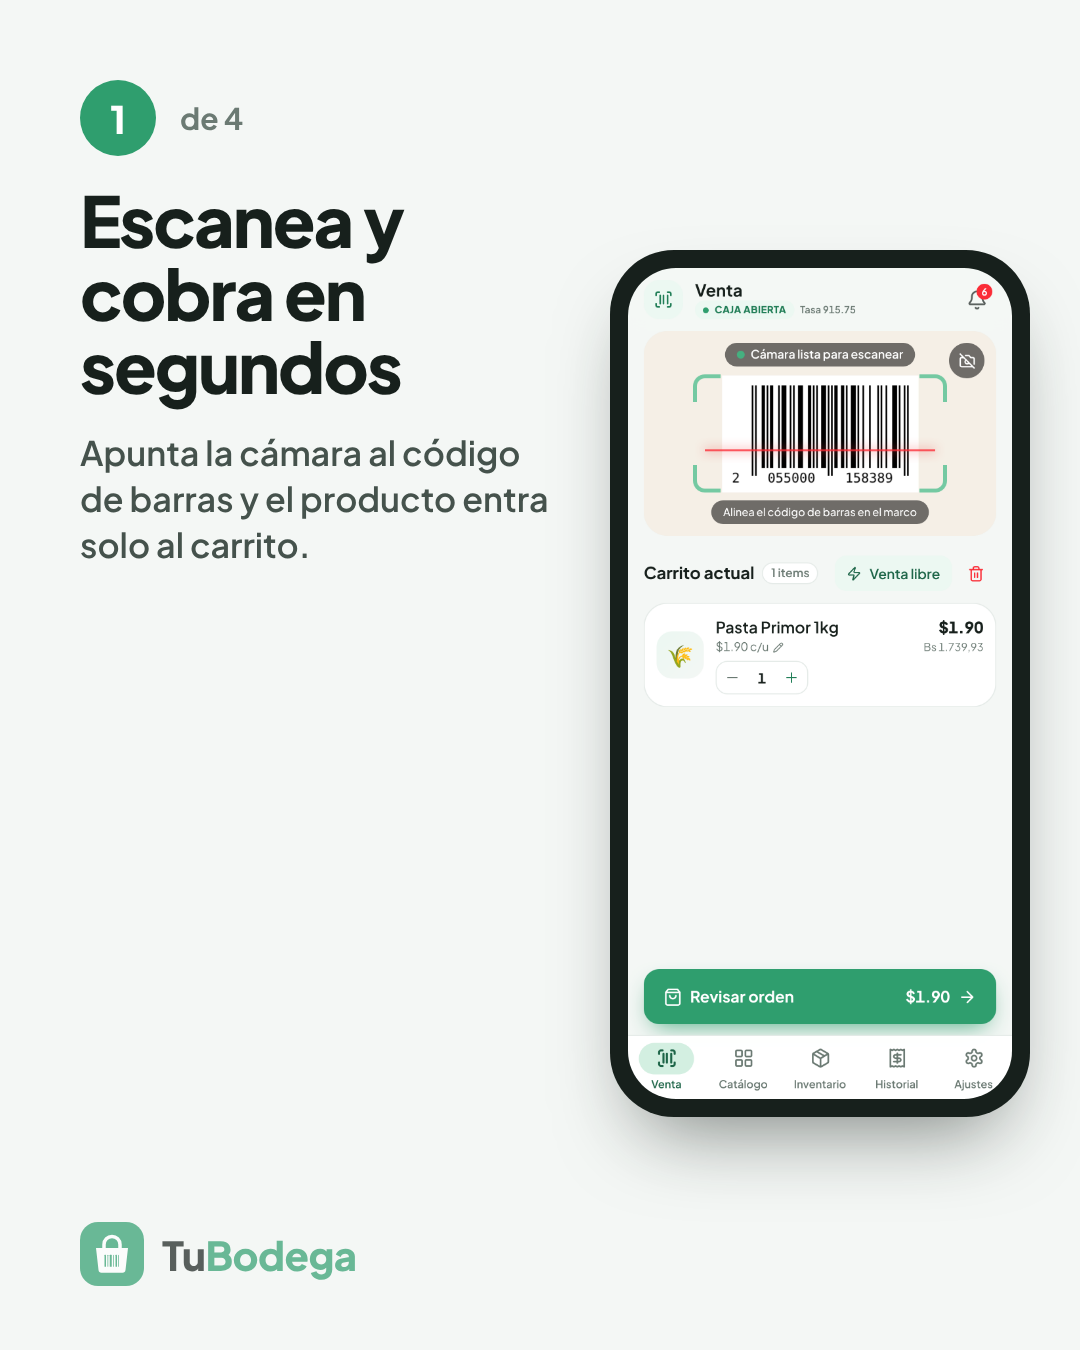 1 de 4
Escanea y
cobra en
segundos
Apunta la cámara al código
de barras y el producto entra
solo al carrito.
Venta
CAJA ABIERTA Tasa 915.75
6
Cámara lista para escanear
2 055000 158389
Alinea el código de barras en el marco
Carrito actual 1 items Venta libre
Pasta Primor 1kg $1.90
$1.90 c/u Bs 1.739,93
1
Revisar orden $1.90
Venta Catálogo Inventario Historial Ajustes
TuBodega